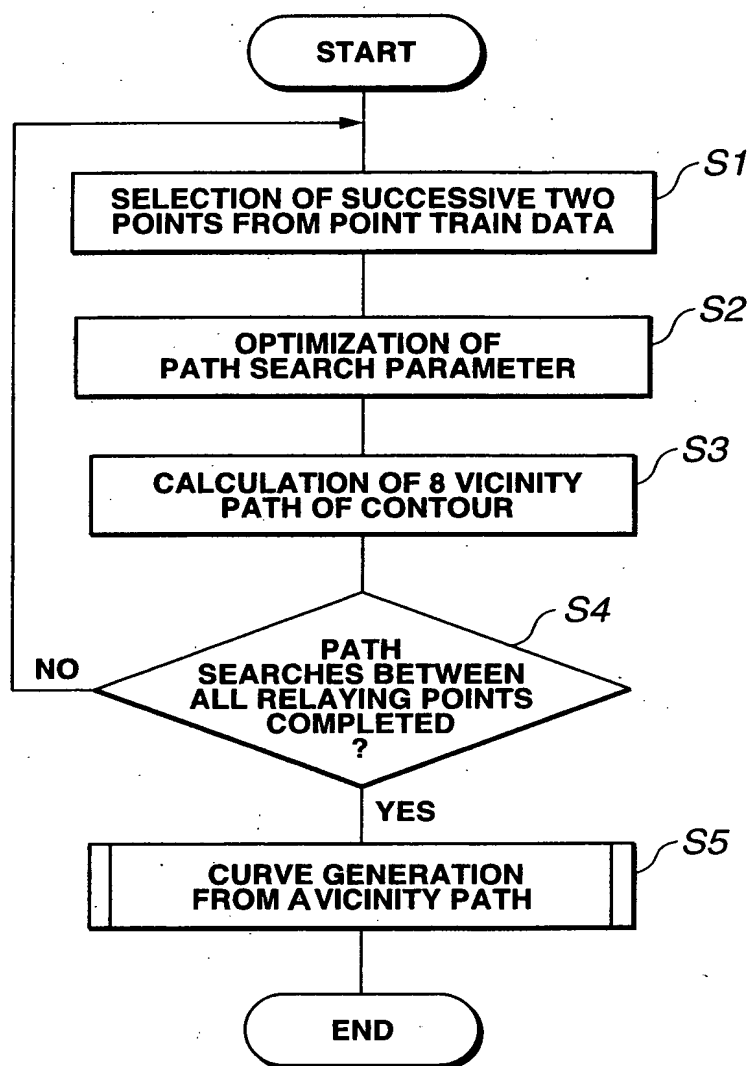 START
S1
SELECTION OF SUCCESSIVE TWO
POINTS FROM POINT TRAIN DATA
S2
OPTIMIZATION OF
PATH SEARCH PARAMETER
S3
CALCULATION OF 8 VICINITY
PATH OF CONTOUR
S4
PATH
SEARCHES BETWEEN
ALL RELAYING POINTS
COMPLETED
?
NO
YES
S5
CURVE GENERATION
FROM A VICINITY PATH
END